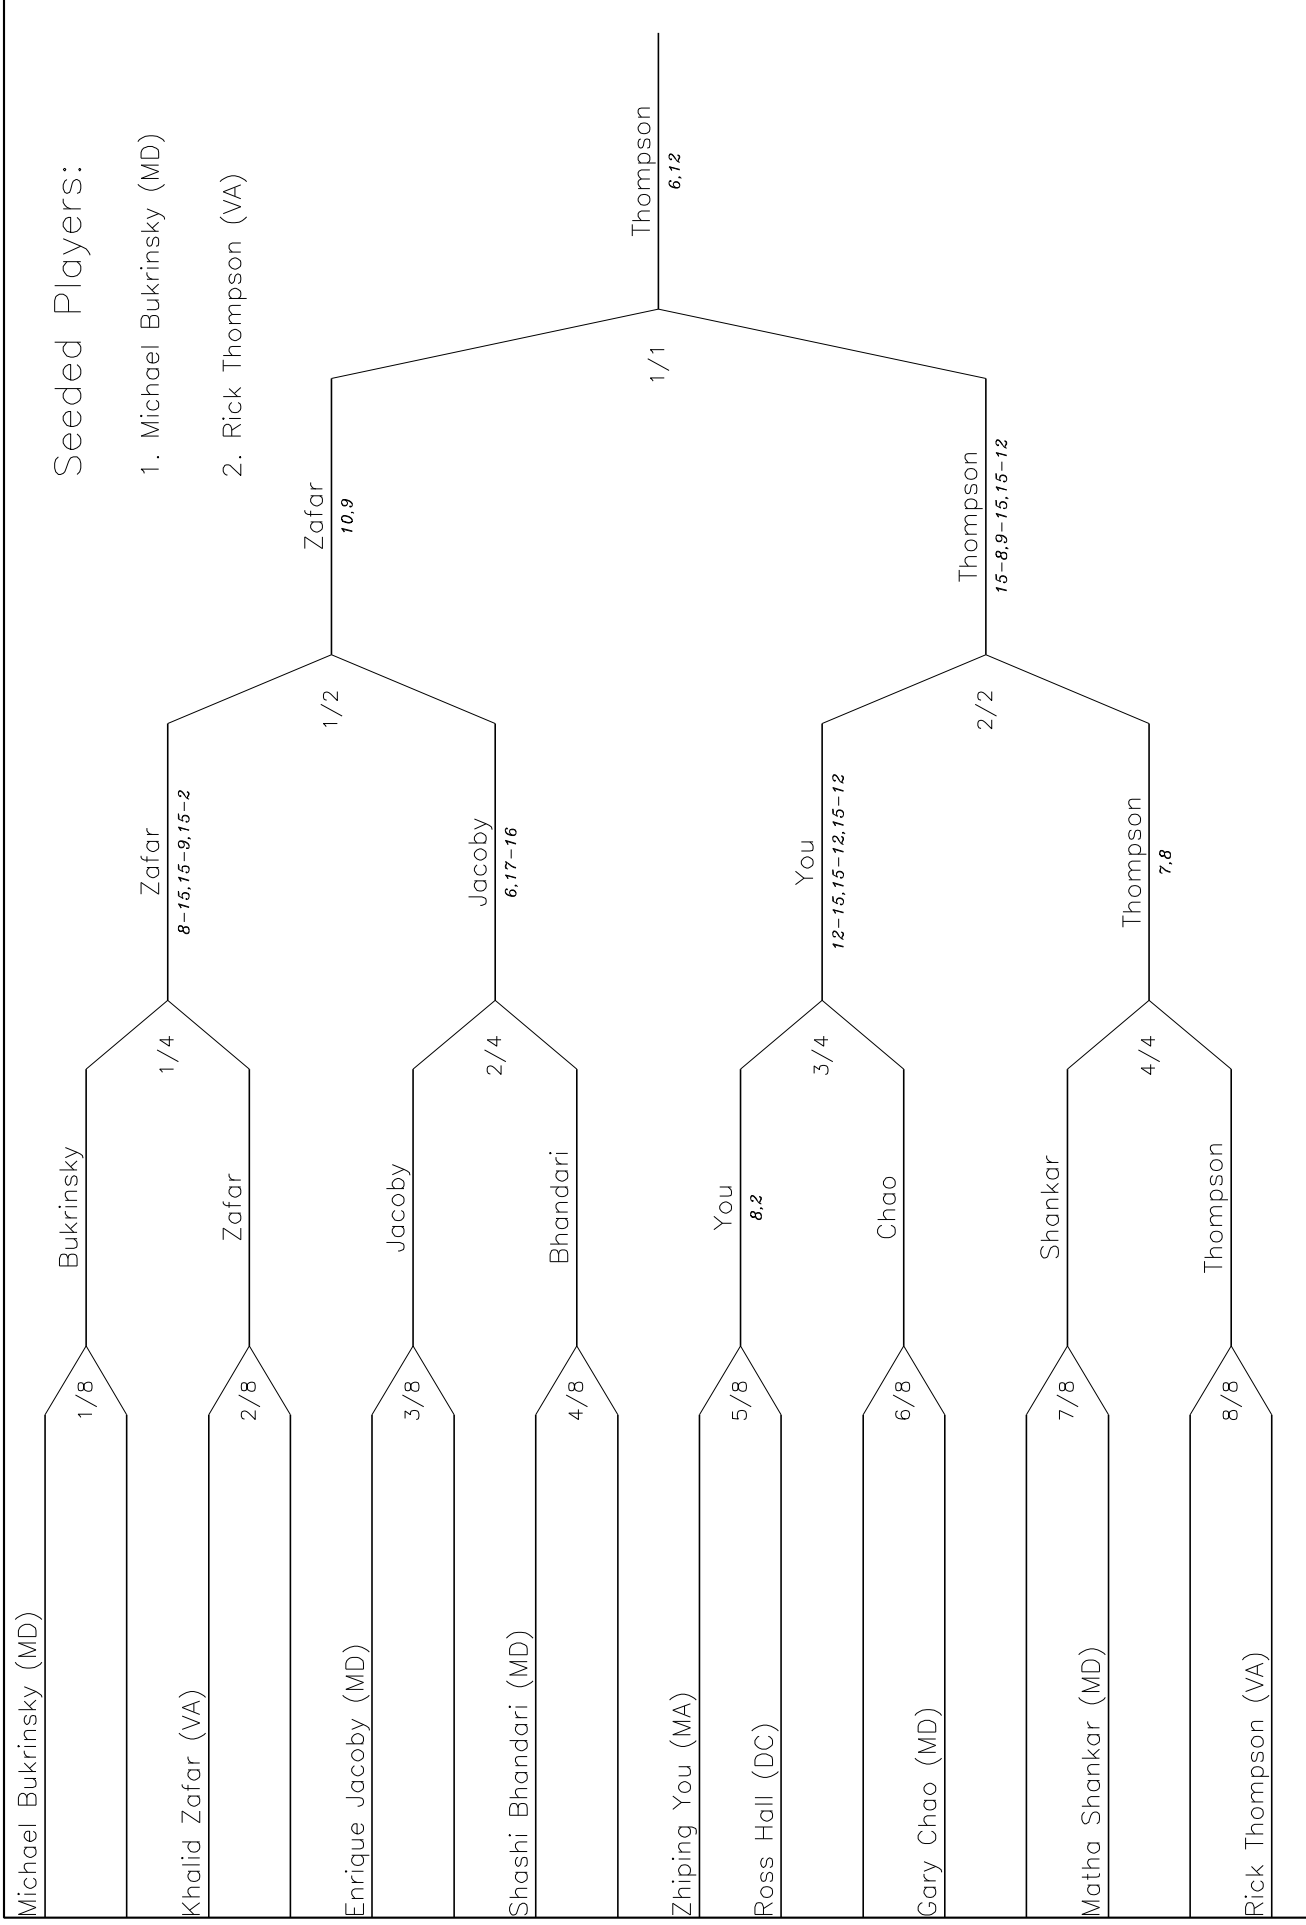 Seeded Players:
1. Michael Bukrinsky (MD)
2. Rick Thompson (VA)
Michael Bukrinsky (MD)
Khalid Zafar (VA)
Enrique Jacoby (MD)
Shashi Bhandari (MD)
Zhiping You (MA)
Ross Hall (DC)
Gary Chao (MD)
Matha Shankar (MD)
Rick Thompson (VA)
1/8
2/8
3/8
4/8
5/8
6/8
7/8
8/8
Bukrinsky
Zafar
Jacoby
Bhandari
You
8,2
Chao
Shankar
Thompson
1/4
2/4
3/4
4/4
Zafar
8-15,15-9,15-2
Jacoby
6,17-16
You
12-15,15-12,15-12
Thompson
7,8
1/2
2/2
Zafar
10,9
Thompson
15-8,9-15,15-12
1/1
Thompson
6,12